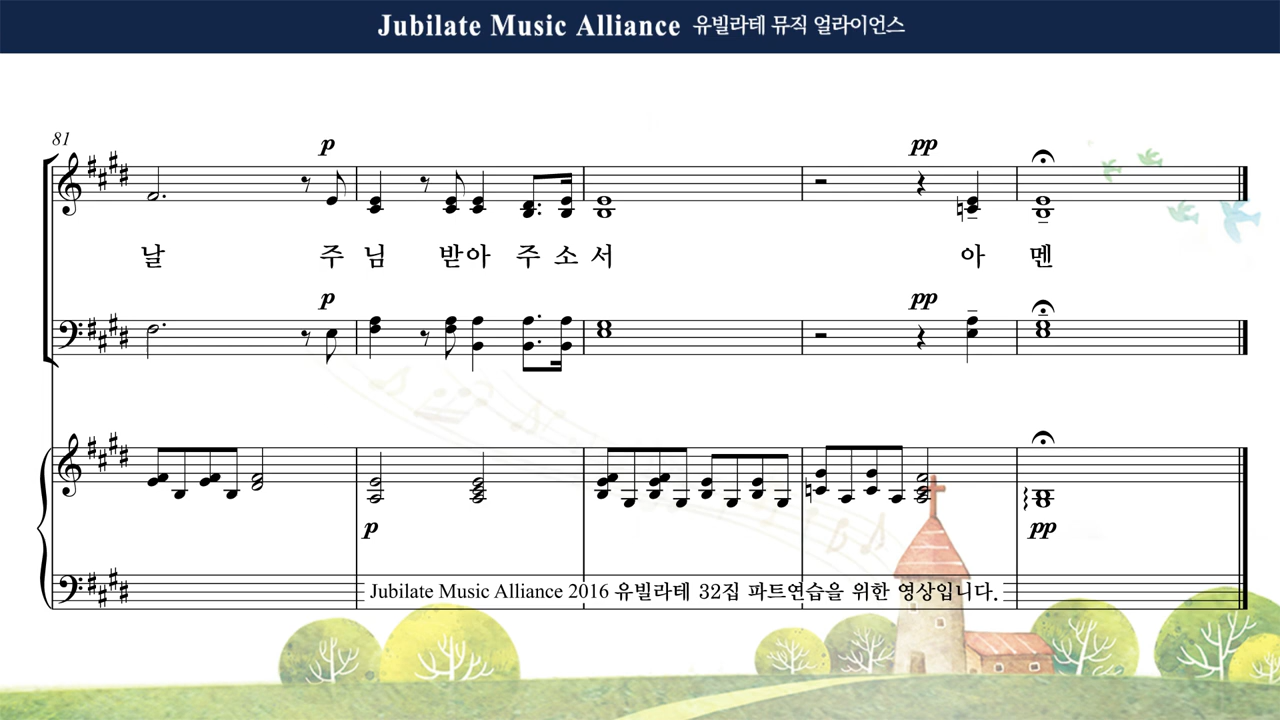 Jubilate Music Alliance 유빌라테 뮤직 얼라이언스
81
p
pp
날 주 님 받아 주 소 서 아 멘
p
pp
p
pp
Jubilate Music Alliance 2016 유빌라테 32집 파트연습을 위한 영상입니다.